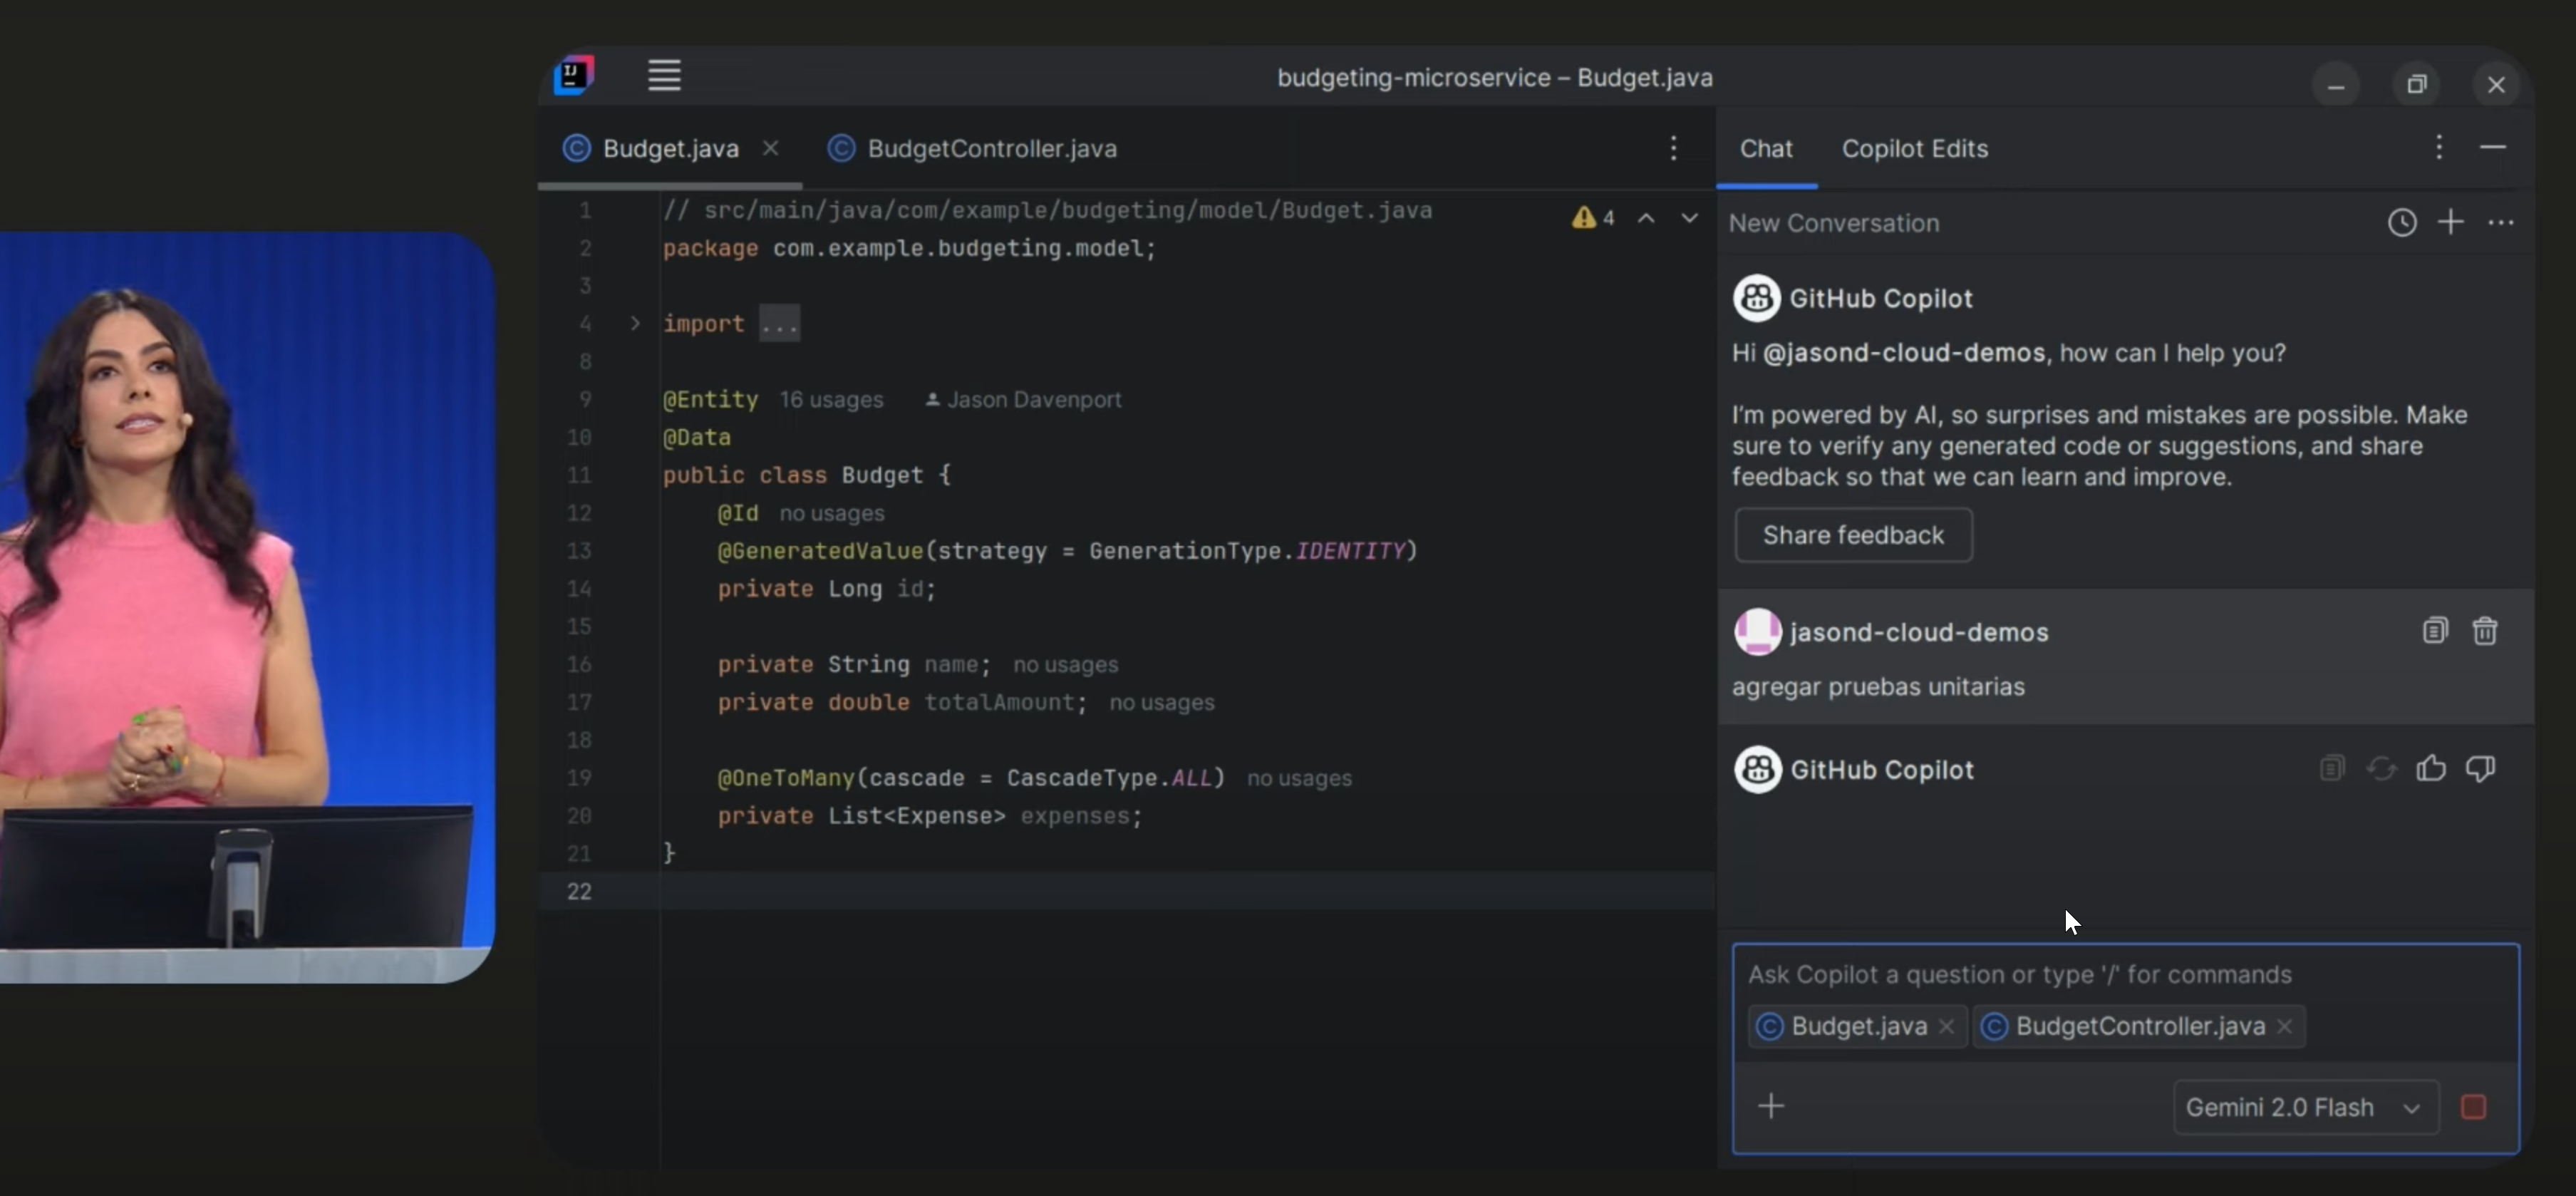 IJ
budgeting-microservice – Budget.java
Budget.java
BudgetController.java
1 // src/main/java/com/example/budgeting/model/Budget.java
4
2 package com.example.budgeting.model;
3
4 import ...
8
9 @Entity 16 usages Jason Davenport
10 @Data
11 public class Budget {
12 @Id no usages
13 @GeneratedValue(strategy = GenerationType.IDENTITY)
14 private Long id;
15
16 private String name; no usages
17 private double totalAmount; no usages
18
19 @OneToMany(cascade = CascadeType.ALL) no usages
20 private List<Expense> expenses;
21 }
22
Chat
Copilot Edits
New Conversation
GitHub Copilot
Hi @jasond-cloud-demos, how can I help you?
I'm powered by AI, so surprises and mistakes are possible. Make
sure to verify any generated code or suggestions, and share
feedback so that we can learn and improve.
Share feedback
jasond-cloud-demos
agregar pruebas unitarias
GitHub Copilot
Ask Copilot a question or type '/' for commands
Budget.java
BudgetController.java
Gemini 2.0 Flash